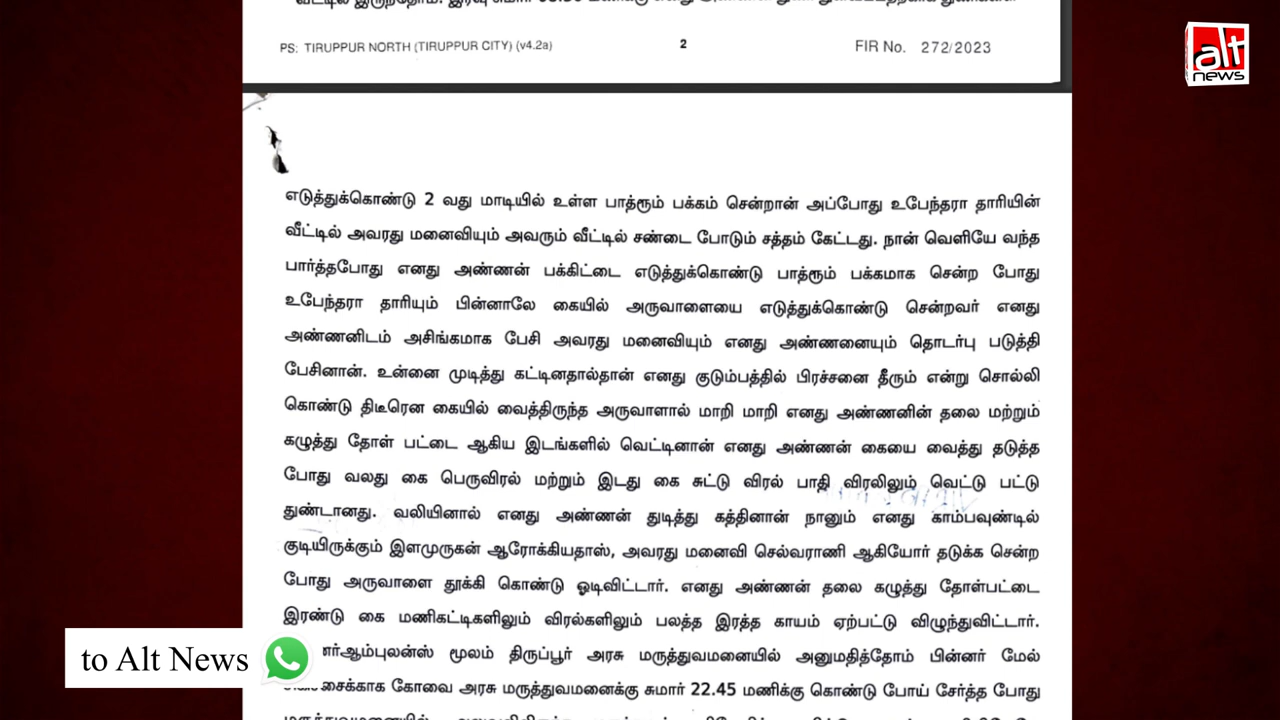 PS: TIRUPPUR NORTH (TIRUPPUR CITY) (v4.2a) 2 FIR No. 272/2023
alt news
எடுத்துக்கொண்டு 2 வது மாடியில் உள்ள பாத்ரூம் பக்கம் சென்றான் அப்போது உபேந்தரா தாரியின்
வீட்டில் அவரது மனைவியும் அவரும் வீட்டில் சண்டை போடும் சத்தம் கேட்டது. நான் வெளியே வந்த
பார்த்தபோது எனது அண்ணன் பக்கிட்டை எடுத்துக்கொண்டு பாத்ரூம் பக்கமாக சென்ற போது
உபேந்தரா தாரியும் பின்னாலே கையில் அருவாளையை எடுத்துக்கொண்டு சென்றவர் எனது
அண்ணனிடம் அசிங்கமாக பேசி அவரது மனைவியும் எனது அண்ணனையும் தொடர்பு படுத்தி
பேசினான். உன்னை முடித்து கட்டினதால்தான் எனது குடும்பத்தில் பிரச்சனை தீரும் என்று சொல்லி
கொண்டு திடீரென கையில் வைத்திருந்த அருவாளால் மாறி மாறி எனது அண்ணனின் தலை மற்றும்
கழுத்து தோள் பட்டை ஆகிய இடங்களில் வெட்டினான் எனது அண்ணன் கையை வைத்து தடுத்த
போது வலது கை பெருவிரல் மற்றும் இடது கை சுட்டு விரல் பாதி விரலிலும் வெட்டு பட்டு
துண்டானது. வலியினால் எனது அண்ணன் துடித்து கத்தினான் நானும் எனது காம்பவுண்டில்
குடியிருக்கும் இளமுருகன் ஆரோக்கியதாஸ், அவரது மனைவி செல்வராணி ஆகியோர் தடுக்க சென்ற
போது அருவாளை தூக்கி கொண்டு ஓடிவிட்டார். எனது அண்ணன் தலை கழுத்து தோள்பட்டை
இரண்டு கை மணிகட்டிகளிலும் விரல்களிலும் பலத்த இரத்த காயம் ஏற்பட்டு விழுந்துவிட்டார்.
மூலம் திருப்பூர் அரசு மருத்துவமனையில் அனுமதித்தோம் பின்னர் மேல்
கோவை அரசு மருத்துவமனைக்கு சுமார் 22.45 மணிக்கு கொண்டு போய் சேர்த்த போது
to Alt News